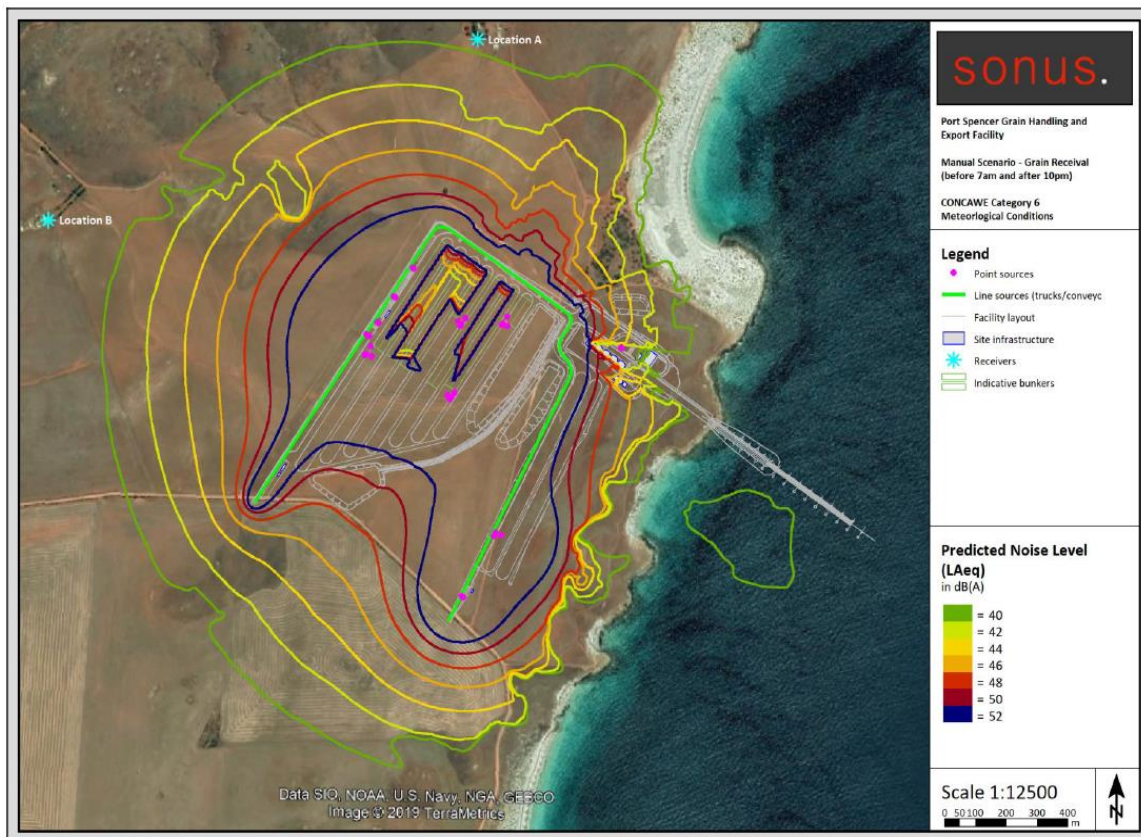 Location A
Location B
Data SIO, NOAA, U.S. Navy, NGA, GEBCO
Image © 2019 TerraMetrics
sonus.
Port Spencer Grain Handling and
Export Facility
Manual Scenario - Grain Receival
(before 7am and after 10pm)
CONCAWE Category 6
Meteorlogical Conditions
Legend
Point sources
Line sources (trucks/conveyc
Facility layout
Site infrastructure
Receivers
Indicative bunkers
Predicted Noise Level
(LAeq)
in dB(A)
= 40
= 42
= 44
= 46
= 48
= 50
= 52
Scale 1:12500
0 50 100 200 300 400
m
N